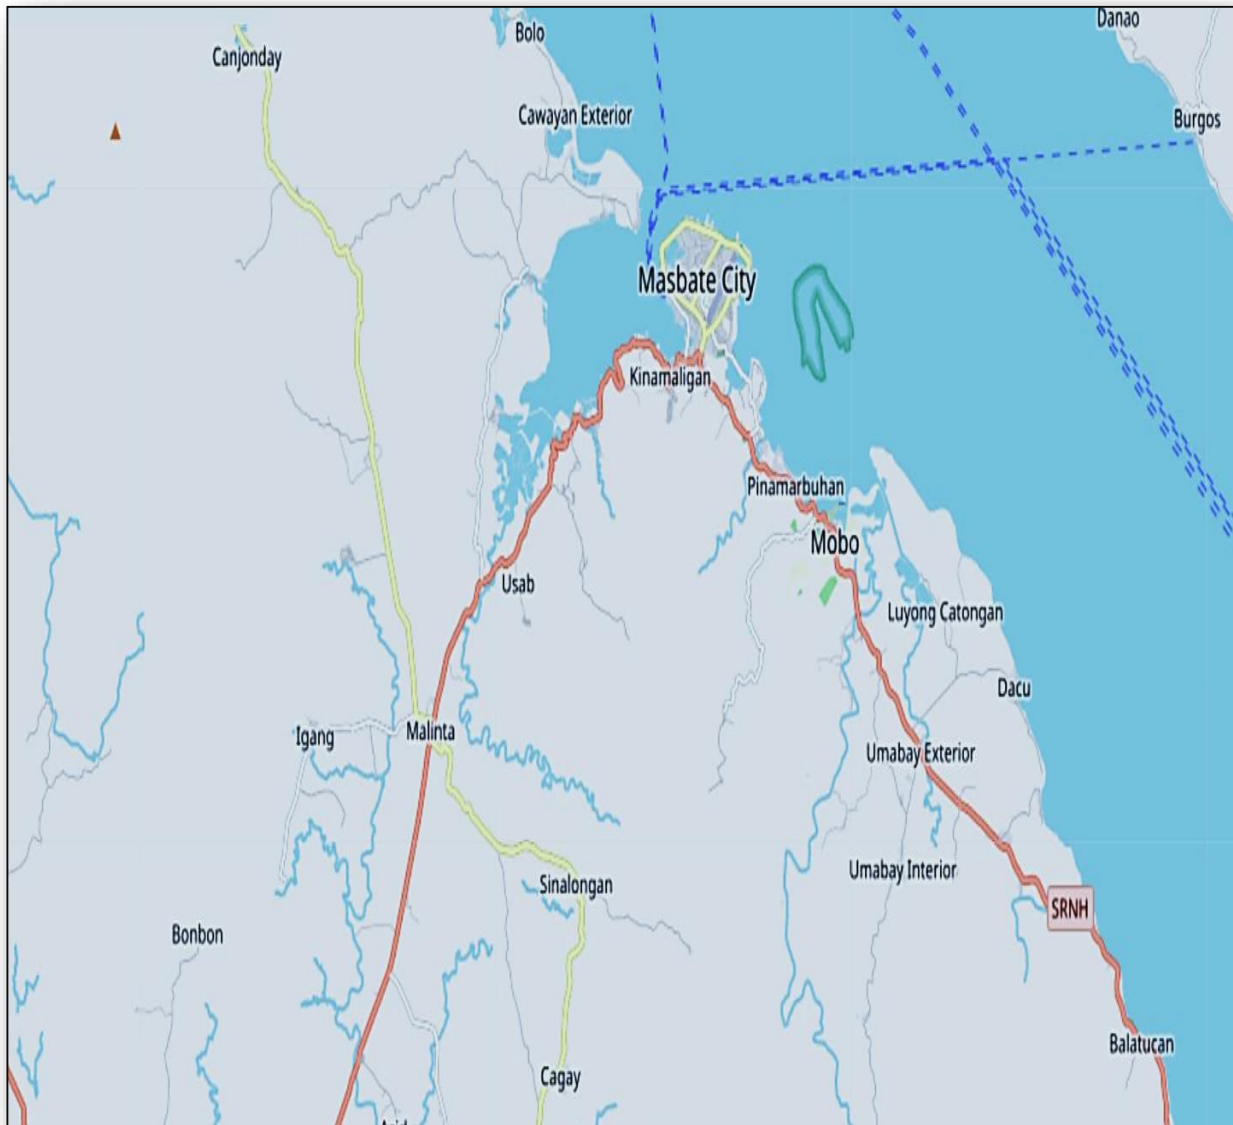 Danao
Bolo
Canjonday
Cawayan Exterior
Burgos
Masbate City
Kinamaligan
Pinamarbuhan
Mobo
Usab
Luyong Catongan
Dacu
Malinta
Igang
Umabay Exterior
Umabay Interior
Sinalongan
SRNH
Bonbon
Balatucan
Cagay